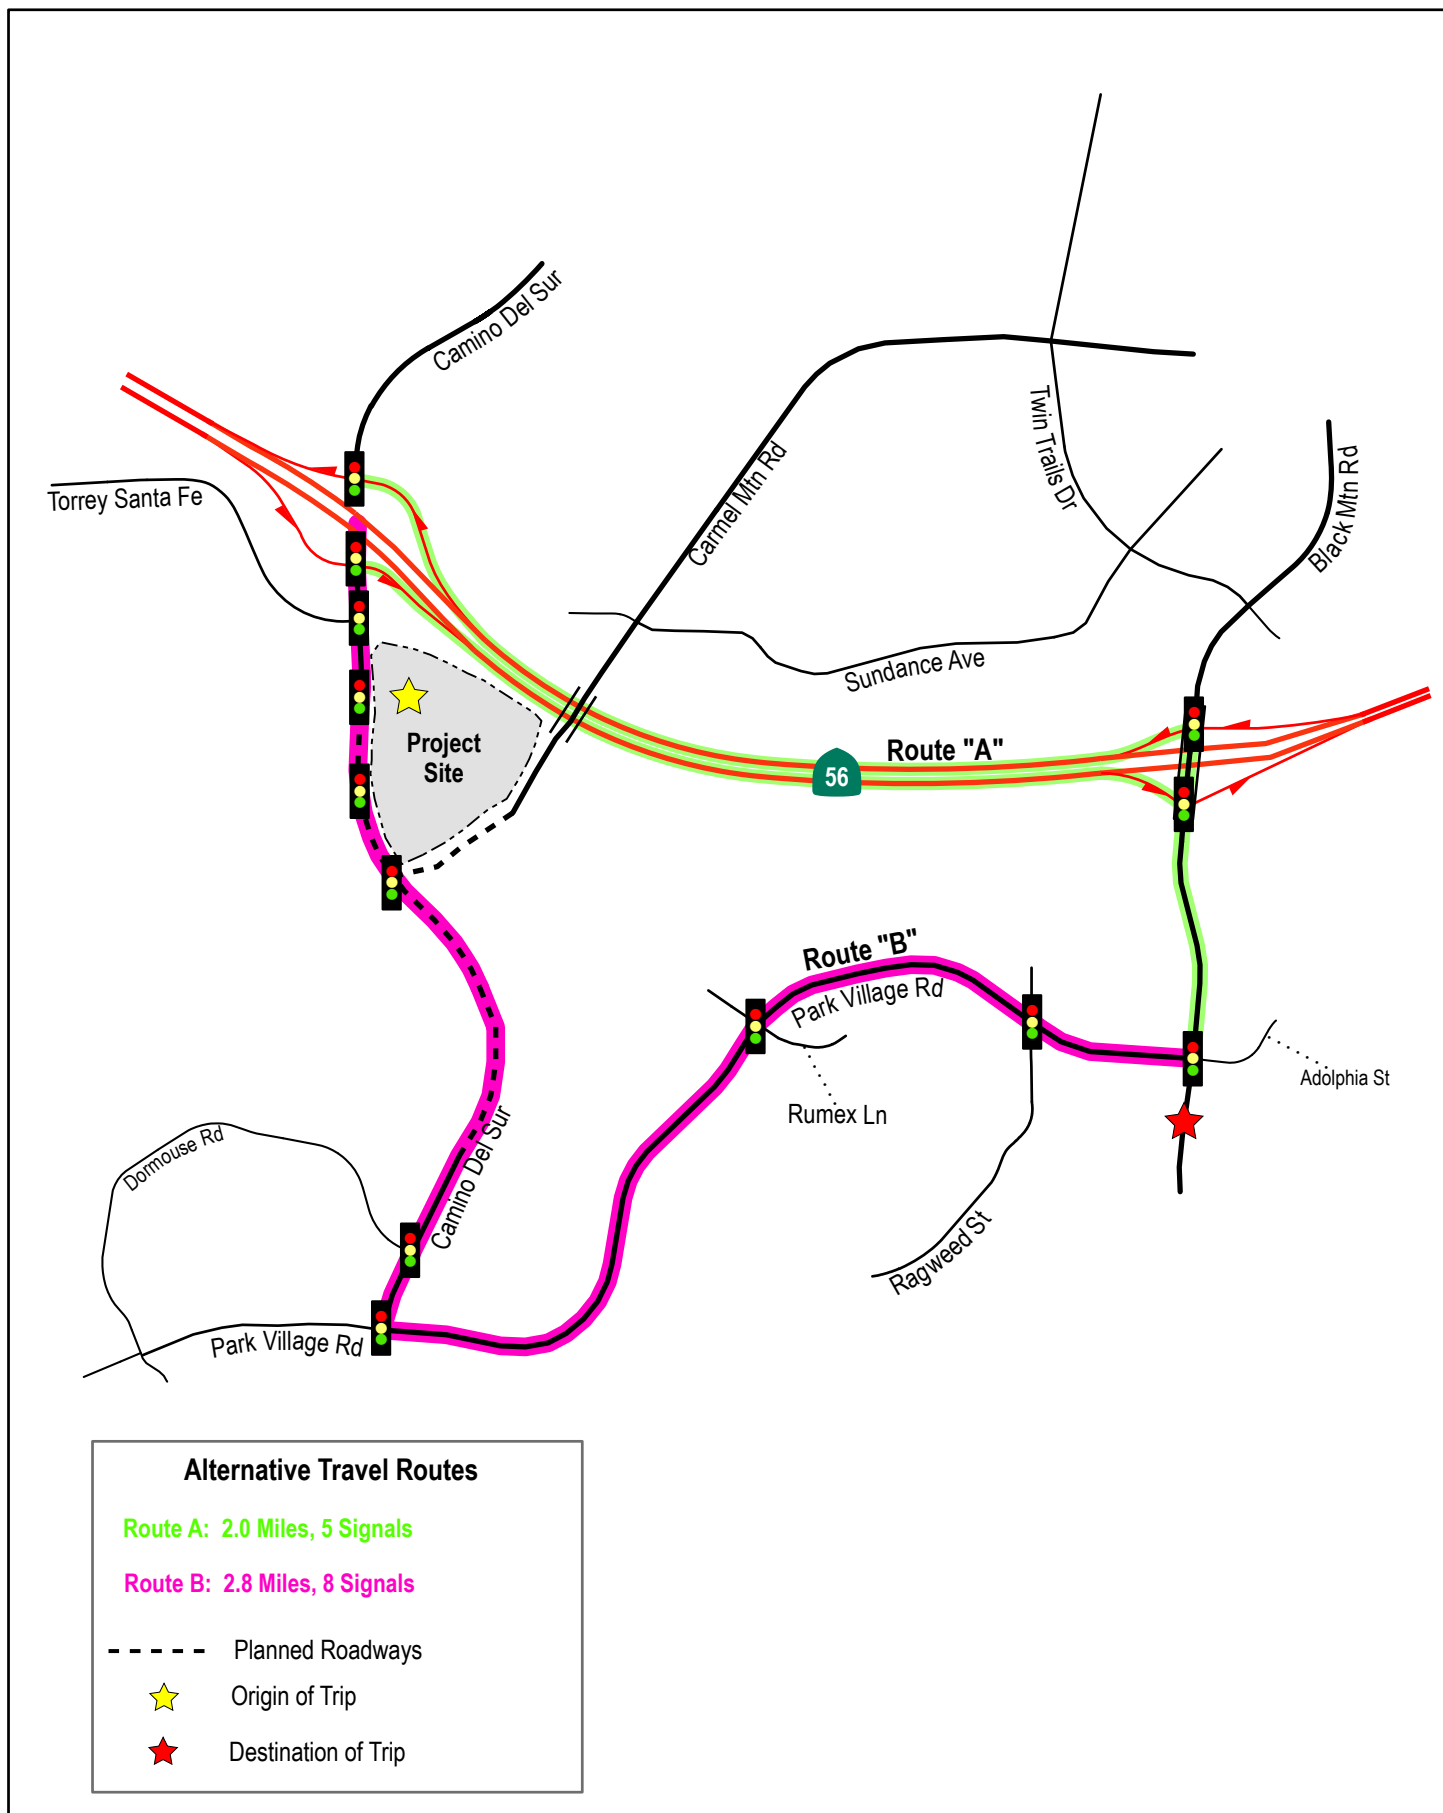 Camino Del Sur
Torrey Santa Fe
Carmel Mtn Rd
Twin Trails Dr
Black Mtn Rd
Sundance Ave
Project
Site
Route "A"
56
Route "B"
Park Village Rd
Rumex Ln
Adolphia St
Ragweed St
Dormouse Rd
Camino Del Sur
Park Village Rd
Alternative Travel Routes
Route A: 2.0 Miles, 5 Signals
Route B: 2.8 Miles, 8 Signals
Planned Roadways
Origin of Trip
Destination of Trip